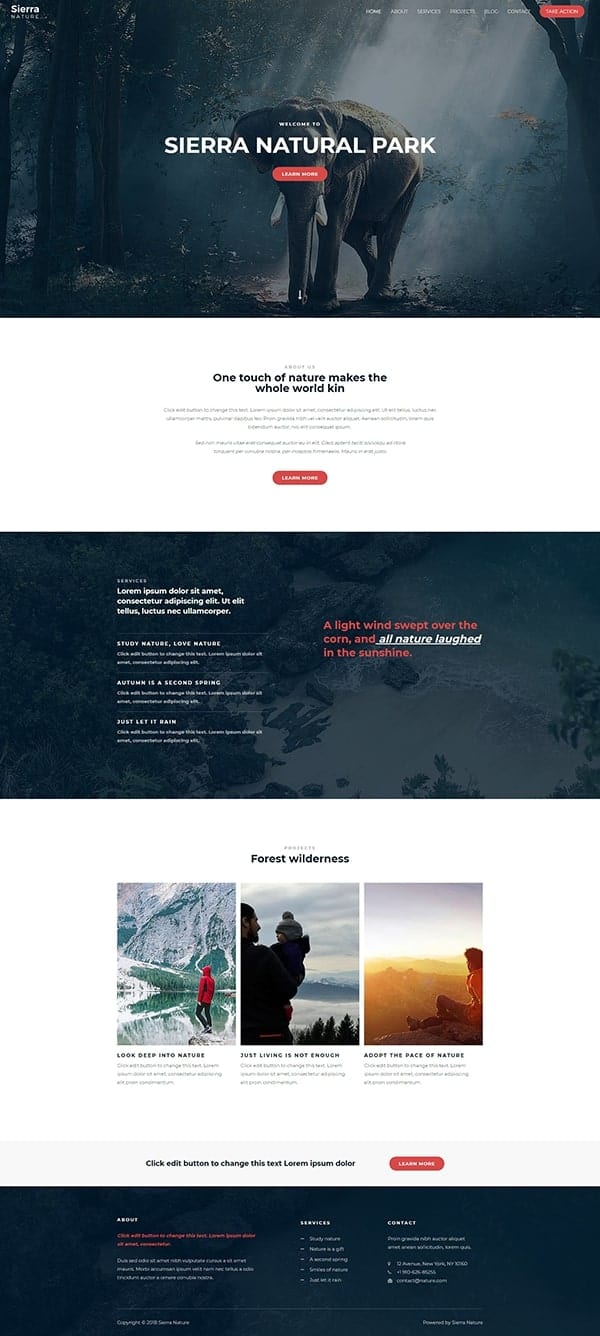 Sierra
NATURE
HOME ABOUT SERVICES PROJECTS BLOG CONTACT TAKE ACTION
WELCOME TO
SIERRA NATURAL PARK
LEARN MORE
ABOUT US
One touch of nature makes the
whole world kin
Click edit button to change this text. Lorem ipsum dolor sit amet, consectetur adipiscing elit. Ut elit tellus, luctus nec
ullamcorper mattis, pulvinar dapibus leo. Proin gravida nibh vel velit auctor aliquet. Aenean sollicitudin, lorem quis
bibendum auctor, nisi elit consequat ipsum.
Sed non mauris vitae erat consequat auctor eu in elit. Class aptent taciti sociosqu ad litora
torquent per conubia nostra, per inceptos himenaeos. Mauris in erat justo.
LEARN MORE
SERVICES
Lorem ipsum dolor sit amet,
consectetur adipiscing elit. Ut elit
tellus, luctus nec ullamcorper.
STUDY NATURE, LOVE NATURE
Click edit button to change this text. Lorem ipsum dolor sit
amet, consectetur adipiscing elit.
AUTUMN IS A SECOND SPRING
Click edit button to change this text. Lorem ipsum dolor sit
amet, consectetur adipiscing elit.
JUST LET IT RAIN
Click edit button to change this text. Lorem ipsum dolor sit
amet, consectetur adipiscing elit.
A light wind swept over the
corn, and all nature laughed
in the sunshine.
PROJECTS
Forest wilderness
LOOK DEEP INTO NATURE
Click edit button to change this text. Lorem
ipsum dolor sit amet, consectetur adipiscing
elit proin condimentum.
JUST LIVING IS NOT ENOUGH
Click edit button to change this text. Lorem
ipsum dolor sit amet, consectetur adipiscing
elit proin condimentum.
ADOPT THE PACE OF NATURE
Click edit button to change this text. Lorem
ipsum dolor sit amet, consectetur adipiscing
elit proin condimentum.
Click edit button to change this text Lorem ipsum dolor
LEARN MORE
ABOUT
Click edit button to change this text. Lorem ipsum dolor
sit amet, consectetur.
Duis sed odio sit amet nibh vulputate cursus a sit amet
mauris. Morbi accumsan ipsum velit nam nec tellus a odio
tincidunt auctor a ornare conubia nostra.
SERVICES
Study nature
Nature is a gift
A second spring
Smiles of nature
Just let it rain
CONTACT
Prom gravida nibh auctor aliquet
amet anean sollicitudin, lorem quis.
12 Avenue, New York, NY 10160
+1 910-626-85255
contact@nature.com
Copyright © 2018 Sierra Nature
Powered by Sierra Nature